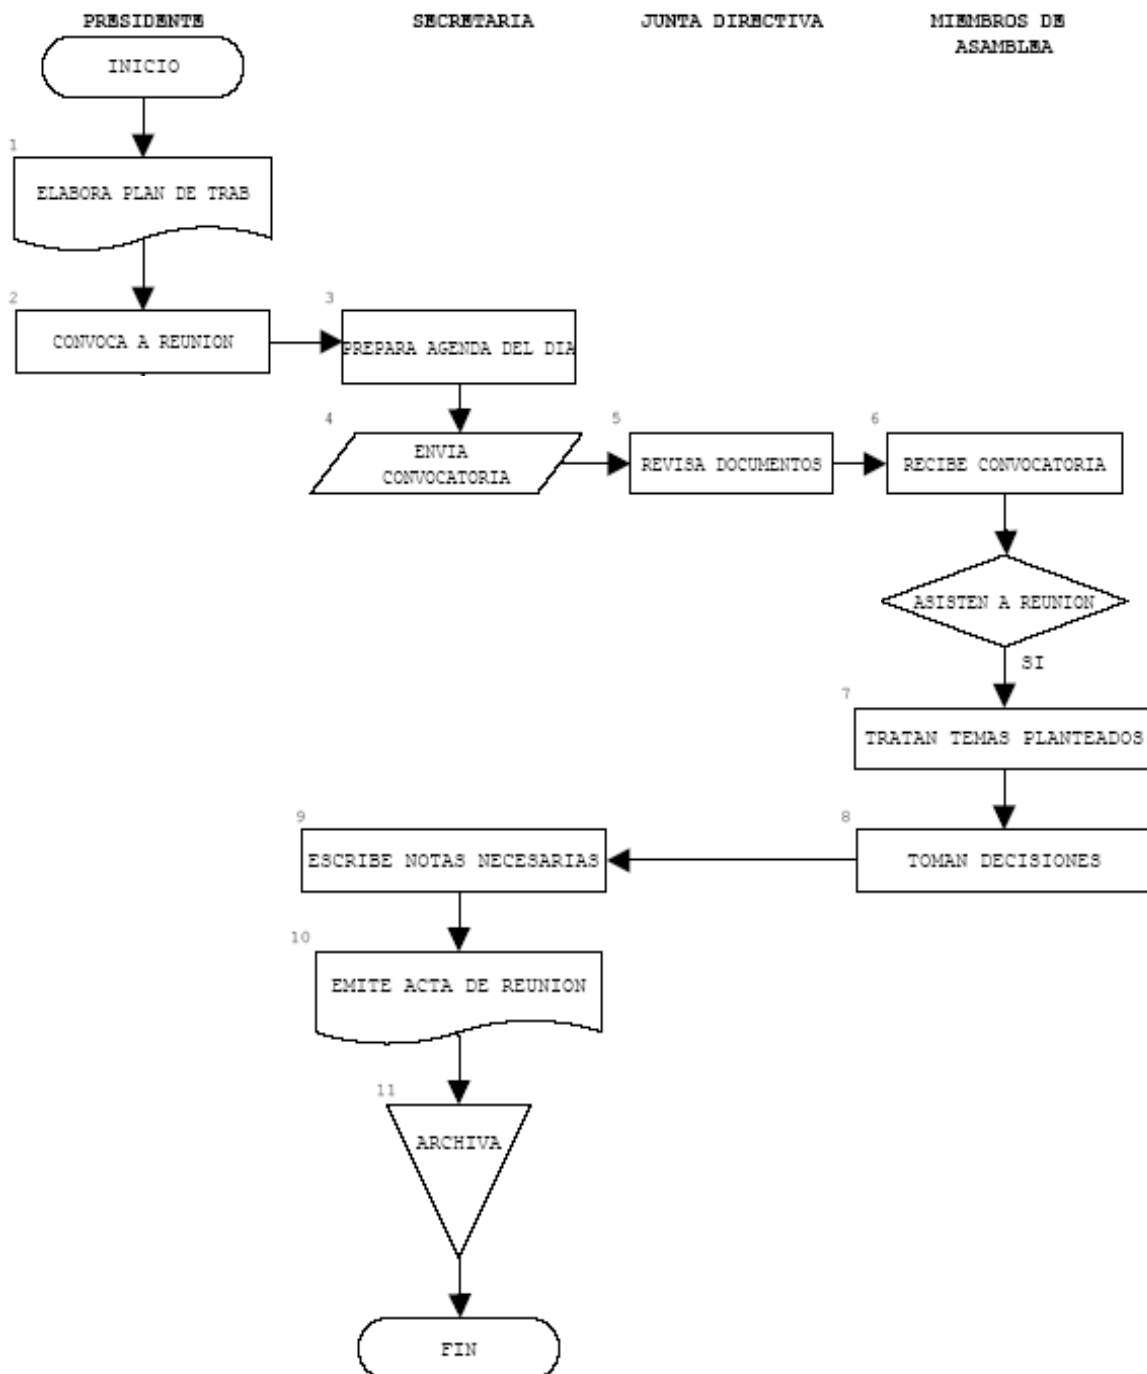 PRESIDENTE
SECRETARIA
JUNTA DIRECTIVA
MIEMBROS DE
ASAMBLEA
INICIO
1
ELABORA PLAN DE TRAB
2
CONVOCA A REUNION
3
PREPARA AGENDA DEL DIA
4
ENVIA
CONVOCATORIA
5
REVISA DOCUMENTOS
6
RECIBE CONVOCATORIA
ASISTEN A REUNION
SI
7
TRATAN TEMAS PLANTEADOS
8
TOMAN DECISIONES
9
ESCRIBE NOTAS NECESARIAS
10
EMITE ACTA DE REUNION
11
ARCHIVA
FIN